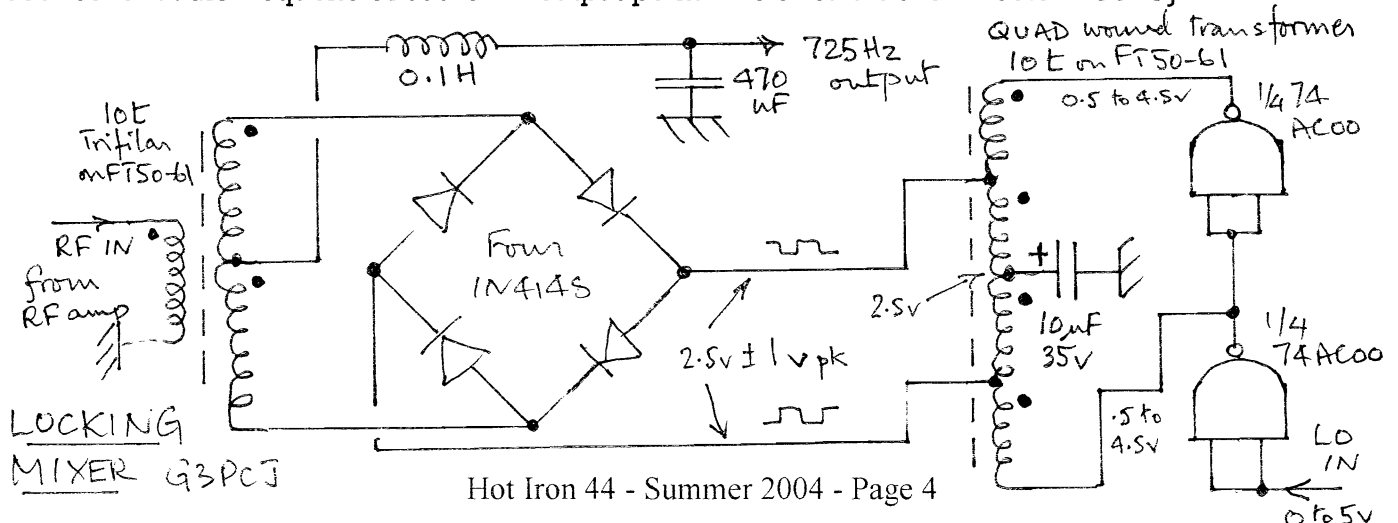 QUAD wound transformer
10t on FT50-61
0.1H
725Hz
output
470
nF
0.5 to 4.5v
1/4 74
AC00
10t
Trifilar
on FT50-61
RF IN
from
RF amp
Four
1N4148
2.5v
+
10uF
35v
1/4
74AC00
2.5v ± 1v pk
.5 to
4.5v
LO
IN
0 to 5v
LOCKING
MIXER G3PCJ
Hot Iron 44 - Summer 2004 - Page 4